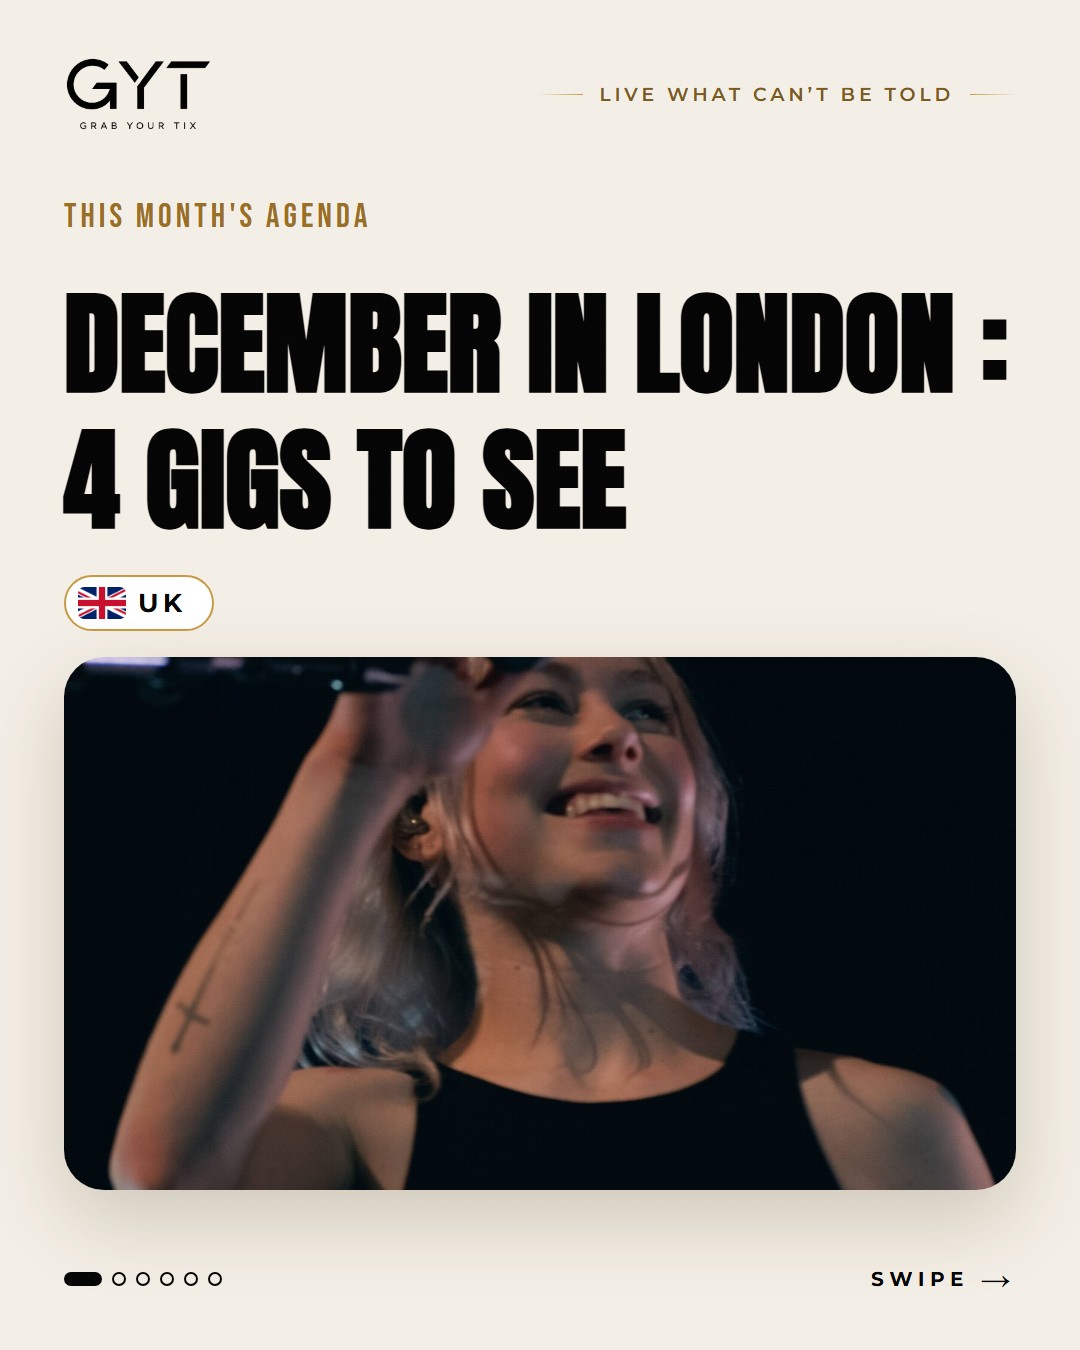 GYT
GRAB YOUR TIX
LIVE WHAT CAN’T BE TOLD
THIS MONTH'S AGENDA
DECEMBER IN LONDON :
4 GIGS TO SEE
UK
SWIPE →